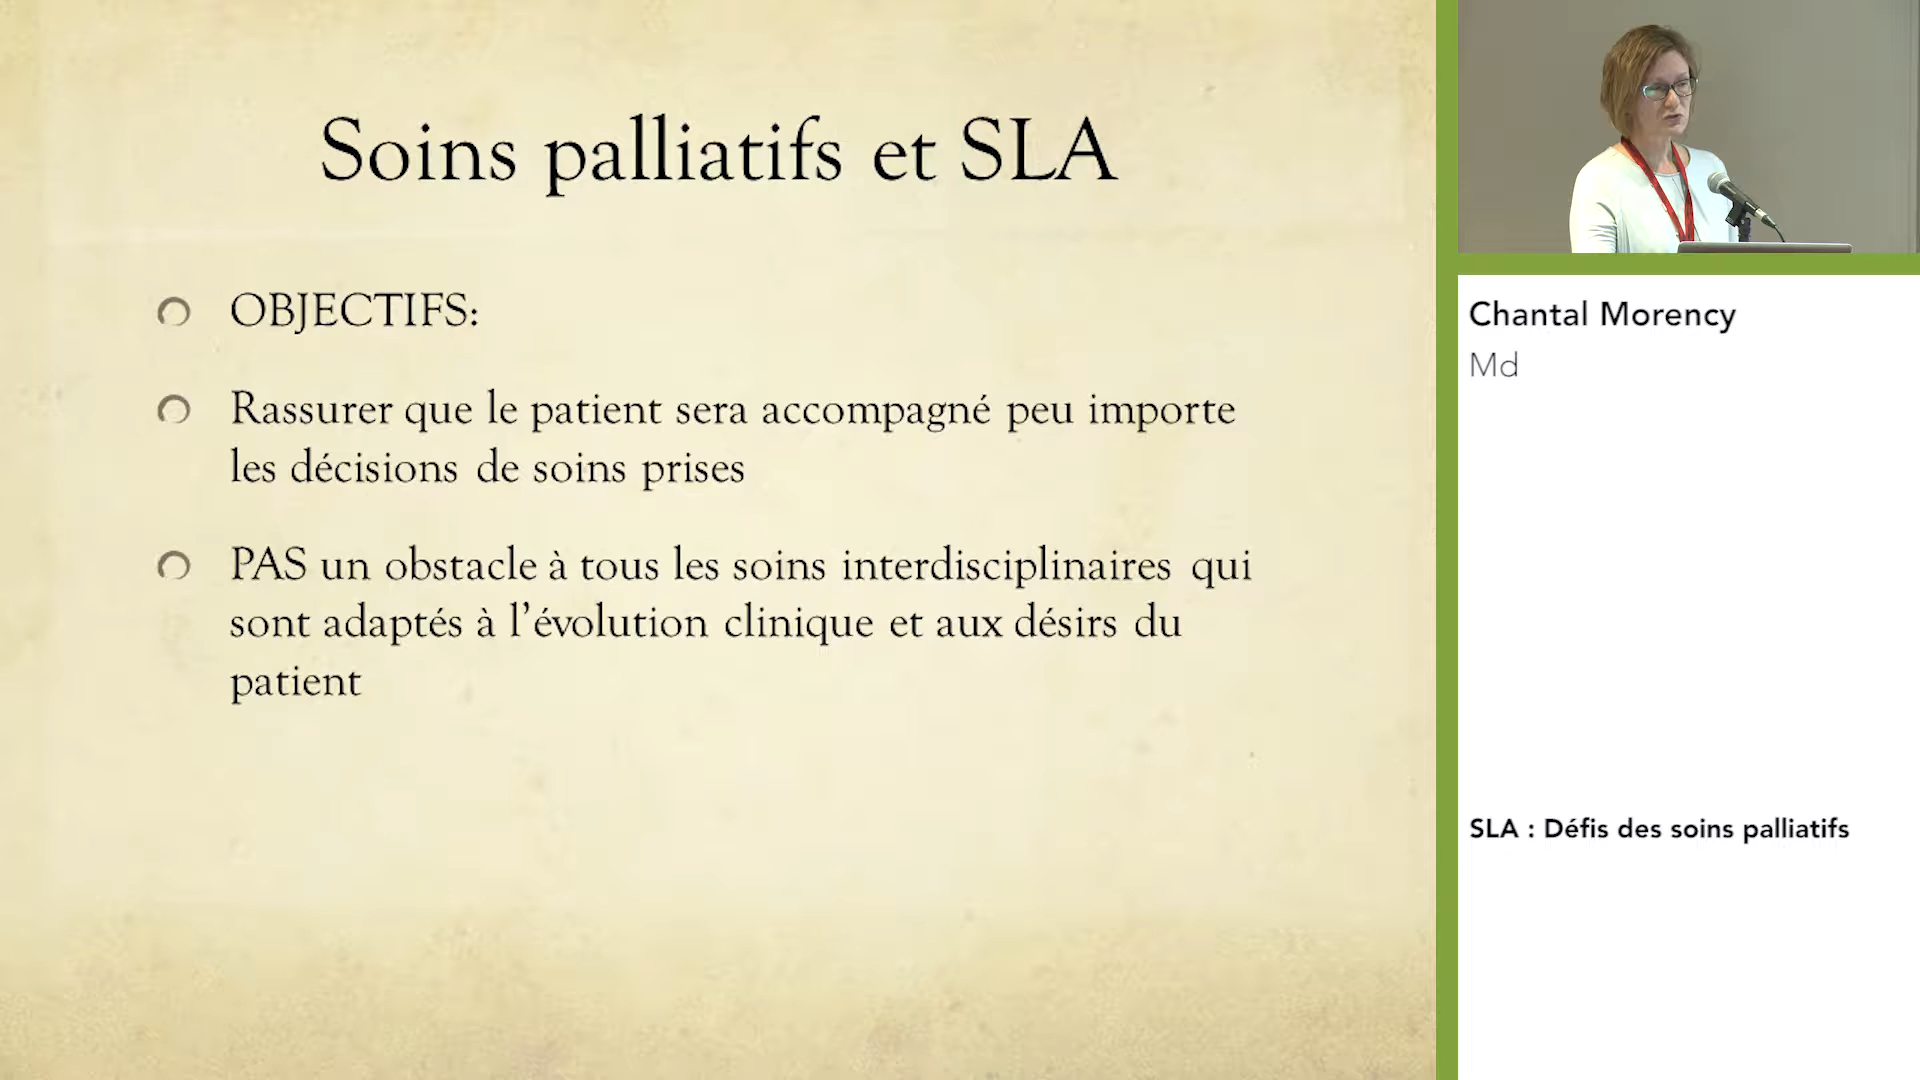 Soins palliatifs et SLA
OBJECTIFS:
Rassurer que le patient sera accompagné peu importe
les décisions de soins prises
PAS un obstacle à tous les soins interdisciplinaires qui
sont adaptés à l’évolution clinique et aux désirs du
patient
Chantal Morency
Md
SLA : Défis des soins palliatifs